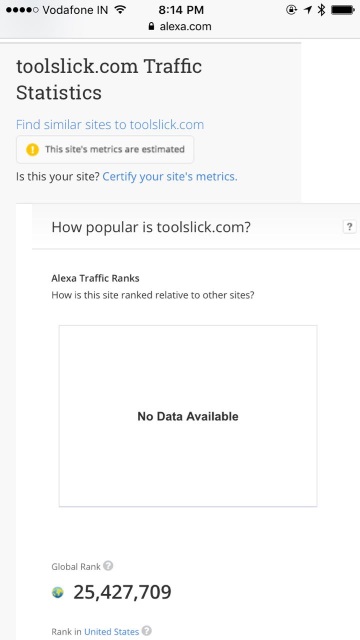 Vodafone IN
8:14 PM
alexa.com
toolslick.com Traffic
Statistics
Find similar sites to toolslick.com
This site's metrics are estimated
Is this your site? Certify your site's metrics.
How popular is toolslick.com?
?
Alexa Traffic Ranks
How is this site ranked relative to other sites?
No Data Available
Global Rank ?
25,427,709
Rank in United States ?